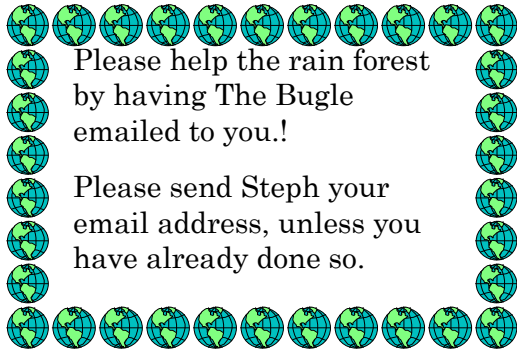 Please help the rain forest
by having The Bugle
emailed to you.!
Please send Steph your
email address, unless you
have already done so.